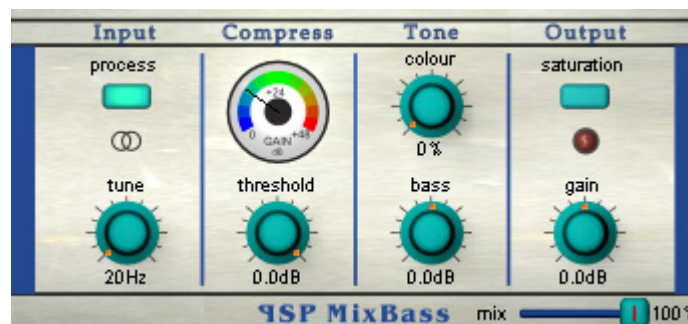 Input Compress Tone Output
process colour saturation
+24
0 GAIN +48
dB
0%
tune threshold bass gain
20Hz 0.0dB 0.0dB 0.0dB
PSP MixBass mix 100%